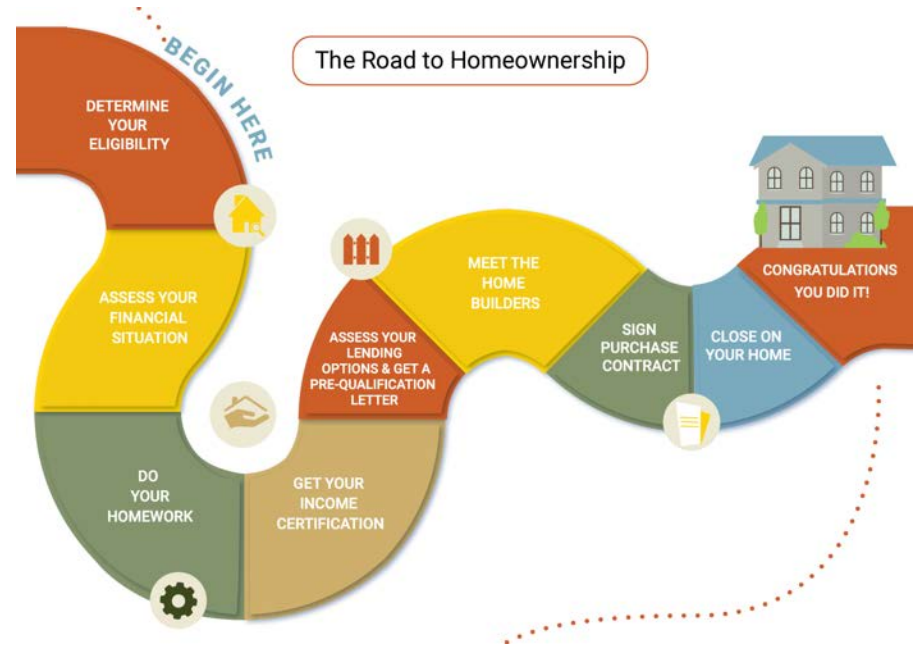 The Road to Homeownership
BEGIN HERE
DETERMINE
YOUR
ELIGIBILITY
ASSESS YOUR
FINANCIAL
SITUATION
DO
YOUR
HOMEWORK
GET YOUR
INCOME
CERTIFICATION
ASSESS YOUR
LENDING
OPTIONS & GET A
PRE-QUALIFICATION
LETTER
MEET THE
HOME
BUILDERS
SIGN
PURCHASE
CONTRACT
CLOSE ON
YOUR HOME
CONGRATULATIONS
YOU DID IT!